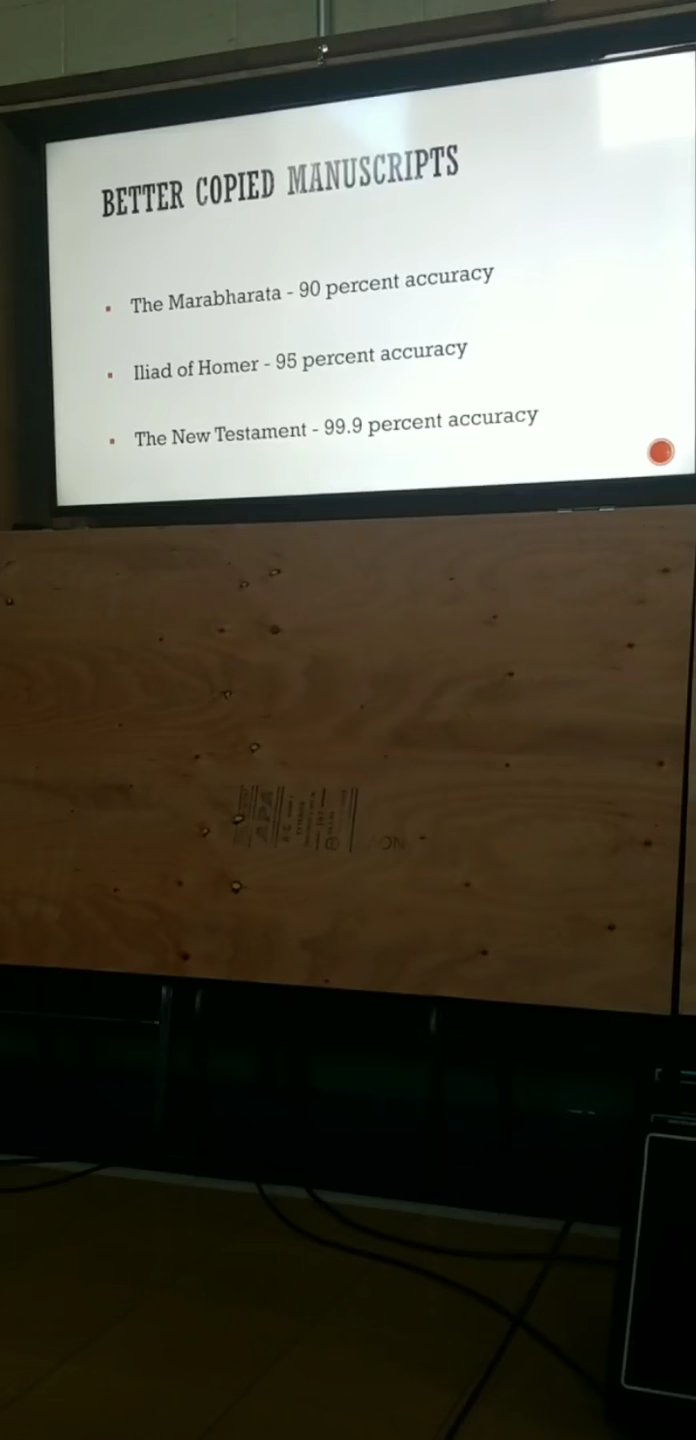 BETTER COPIED MANUSCRIPTS
The Marabharata - 90 percent accuracy
Iliad of Homer - 95 percent accuracy
The New Testament - 99.9 percent accuracy
APA